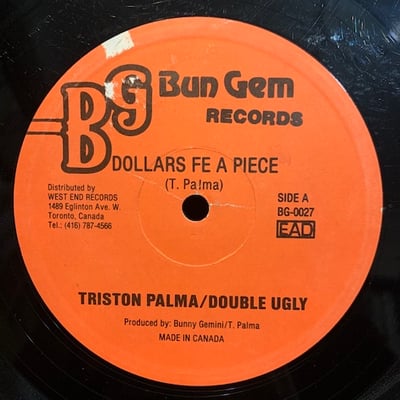 BG Bun Gem
RECORDS
DOLLARS FE A PIECE
(T. Palma)
Distributed by
WEST END RECORDS
1489 Eglinton Ave. W.
Toronto, Canada
Tel.: (416) 787-4566
SIDE A
BG-0027
EAD
TRISTON PALMA/DOUBLE UGLY
Produced by: Bunny Gemini/T. Palma
MADE IN CANADA